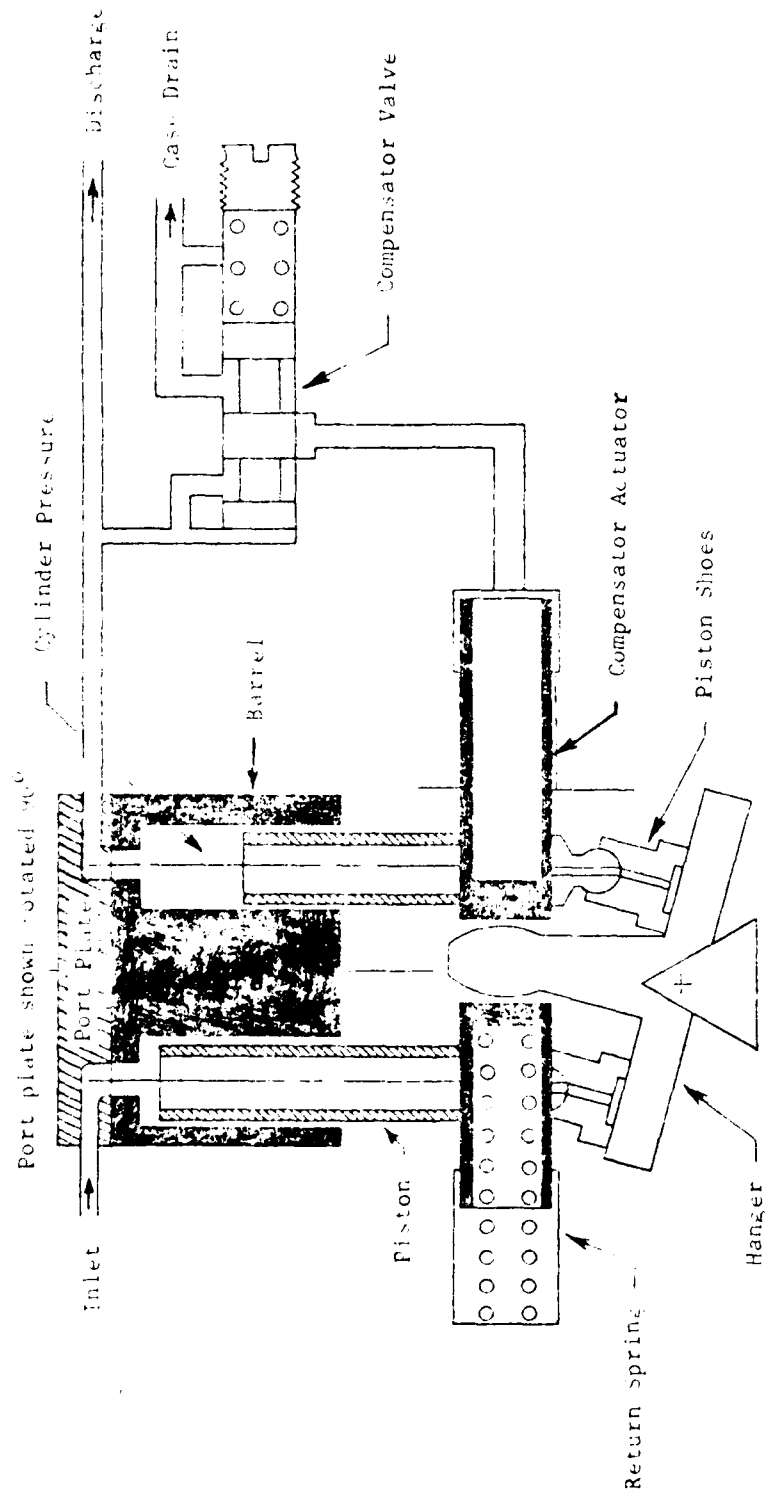 Port plate shown rotated 90°
Port Plate
Cylinder Pressure
Discharge
Case Drain
Inlet
Barrel
Compensator Valve
Piston
Compensator Actuator
Piston Shoes
Return Spring
Hanger